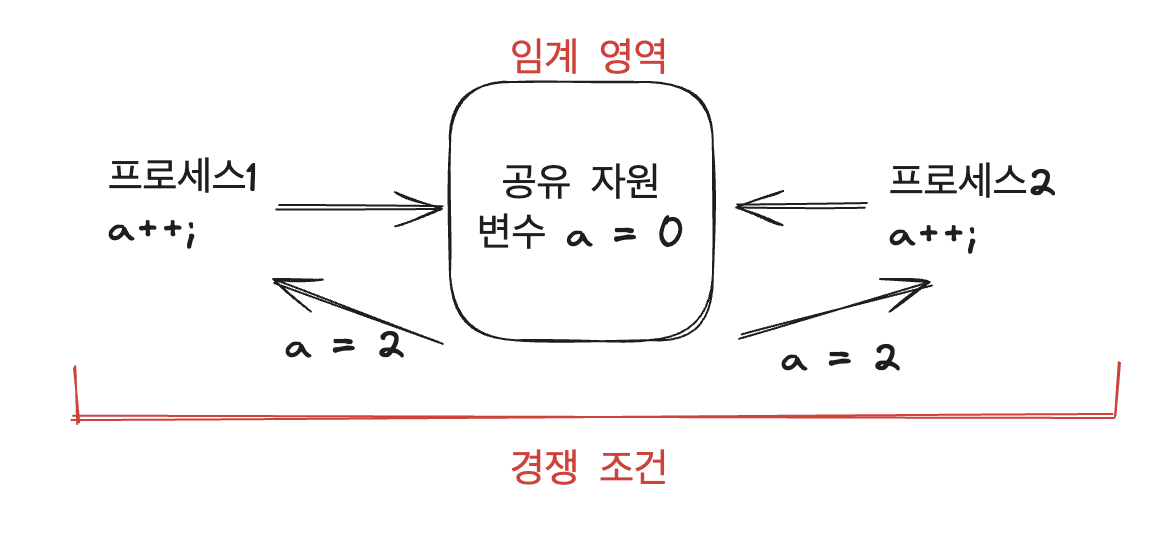 임계 영역
프로세스1
a++;
공유 자원
변수 a = 0
프로세스2
a++;
a = 2
a = 2
경쟁 조건